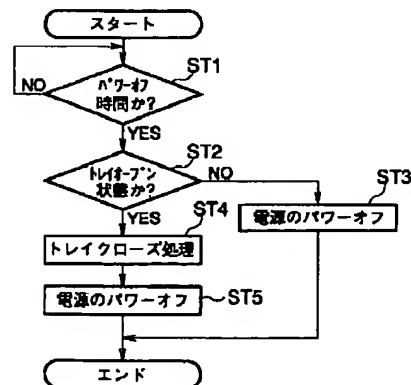 スタート
ST1
パワーオフ
時間か?
NO
YES
ST2
トレイオープン
状態か?
NO
YES
ST3
電源のパワーオフ
ST4
トレイクローズ処理
電源のパワーオフ
ST5
エンド